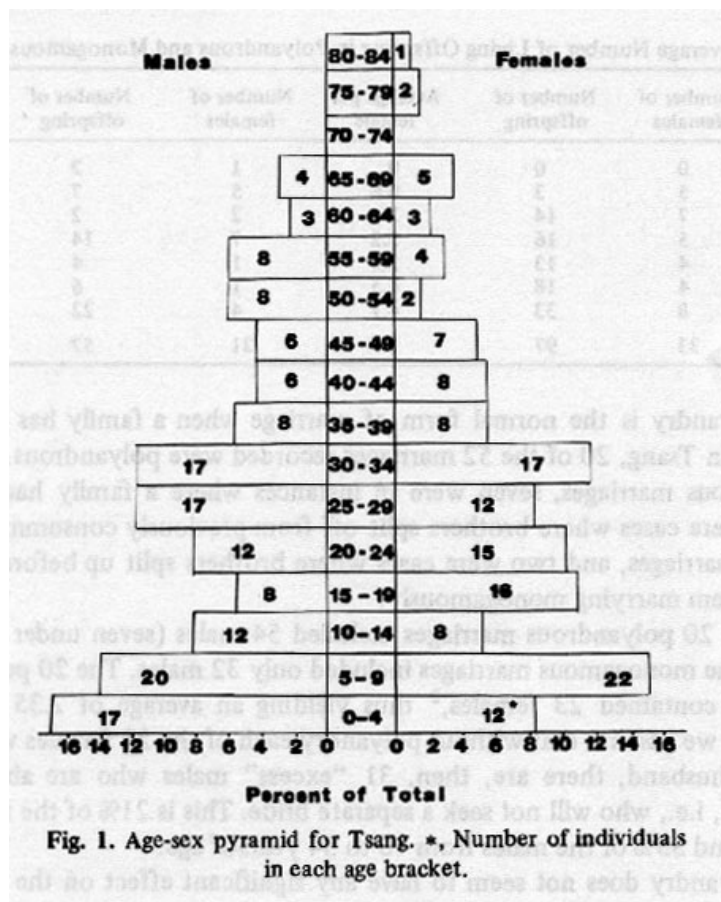 Males 80-84 1 Females
75-79 2
70-74
4 65-69 5
3 60-64 3
8 55-59 4
8 50-54 2
6 45-49 7
6 40-44 8
8 35-39 8
17 30-34 17
17 25-29 12
12 20-24 15
8 15-19 16
12 10-14 8
20 5-9 22
17 0-4 12*
16 14 12 10 8 6 4 2 0 0 2 4 6 8 10 12 14 16
Percent of Total
Fig. 1. Age-sex pyramid for Tsang. *, Number of individuals
in each age bracket.